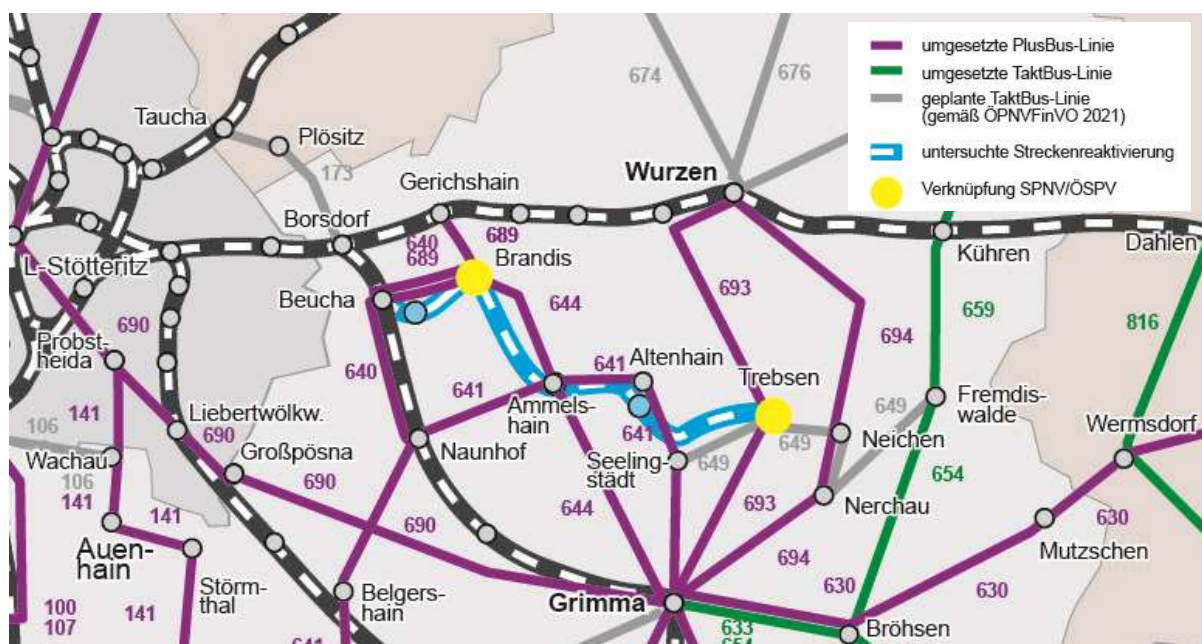 umgesetzte PlusBus-Linie
umgesetzte TaktBus-Linie
geplante TaktBus-Linie
(gemäß ÖPNVFinVO 2021)
untersuchte Streckenreaktivierung
Verknüpfung SPNV/ÖSPV
674
676
Taucha
Plösitz
173
Wurzen
Gerichshain
Borsdorf
640
689
689
Brandis
Kühren
Dahlen
L-Stötteritz
Beucha
644
693
659
816
690
Probst-
heida
694
640
641
641
Altenhain
Trebsen
141
Liebertwölkw.
Ammels-
hain
641
649
Fremdis-
walde
106
690
Großpösna
Naunhof
649
Neichen
Wermsdorf
Wachau
Seeling-
städt
649
106
141
690
654
141
690
644
693
Nerchau
630
Auen-
hain
Mutzschen
694
Störm-
thal
630
630
100
107
141
Belgers-
hain
Grimma
Bröhsen
641
633
654